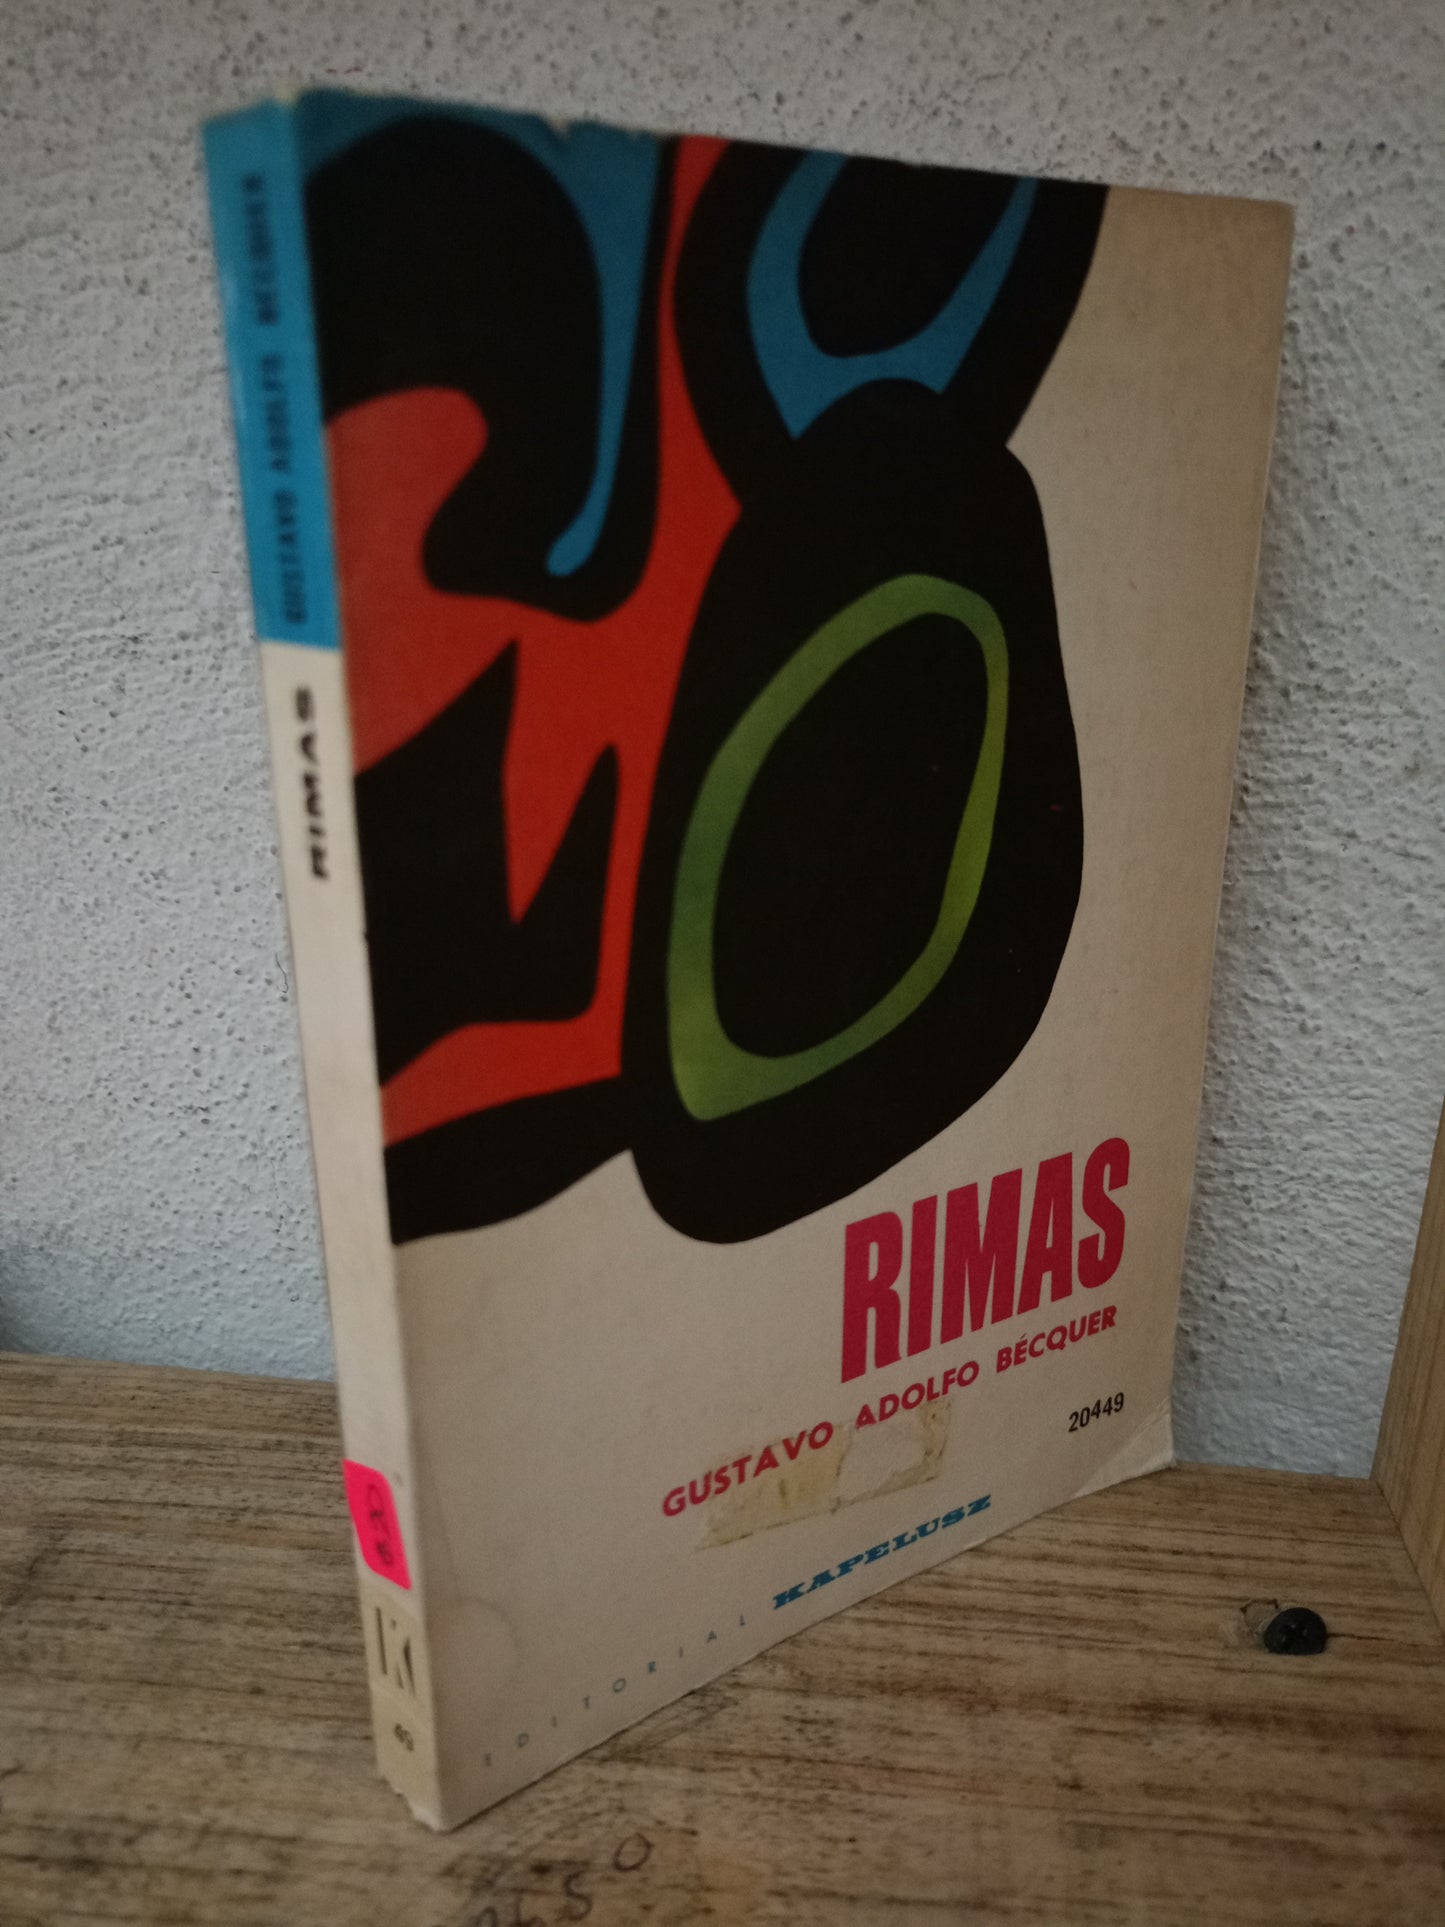 GUSTAVO ADOLFO BÉCQUER
RIMAS
K
RIMAS
GUSTAVO ADOLFO BÉCQUER
20449
EDITORIAL KAPELUSZ